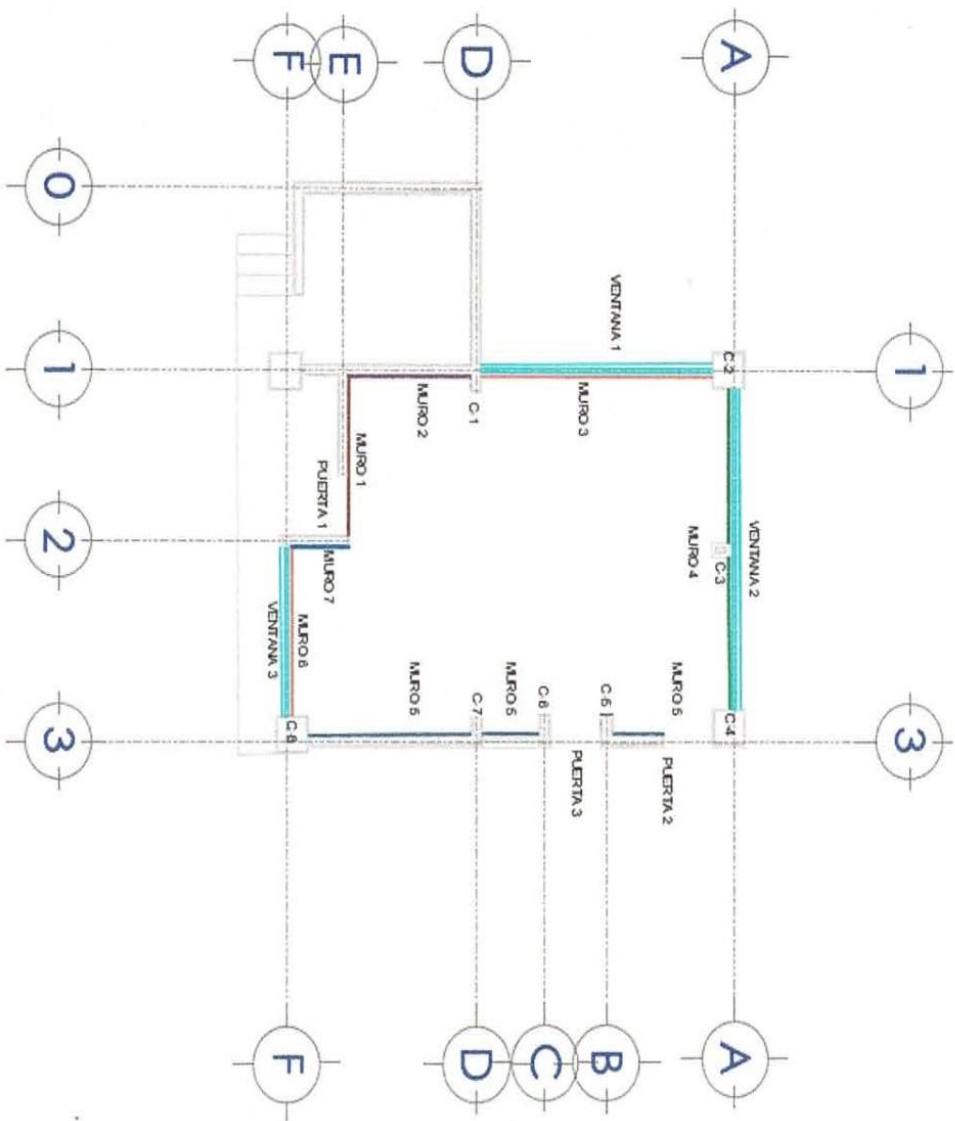 F
E
D
A
0
1
2
3
1
3
F
D
C
B
A
VENTANA 1
C-2
MURO 3
C-1
MURO 2
MURO 1
PUERTA 1
MURO 7
MURO 6
VENTANA 3
C-8
MURO 4
C-3
VENTANA 2
C-4
MURO 5
C-7
MURO 5
C-6
C-5
MURO 5
PUERTA 3
PUERTA 2